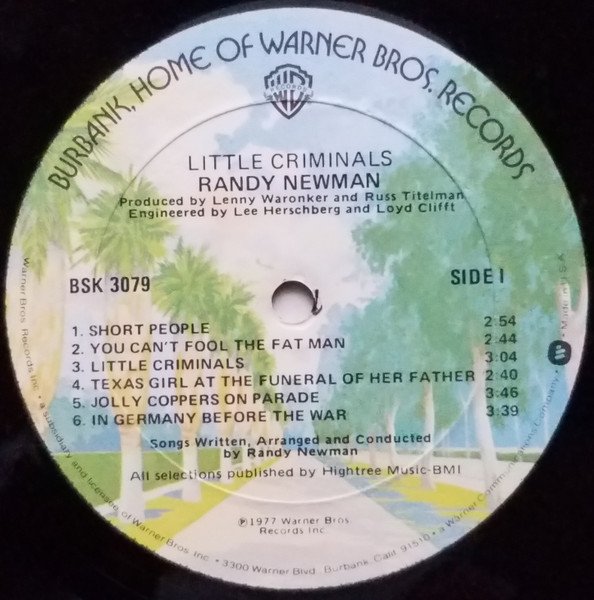 BURBANK, HOME OF WARNER BROS. RECORDS
RECORDS
LITTLE CRIMINALS
RANDY NEWMAN
Produced by Lenny Waronker and Russ Titelman
Engineered by Lee Herschberg and Loyd Clifft
BSK 3079
SIDE 1
1. SHORT PEOPLE 2:54
2. YOU CAN'T FOOL THE FAT MAN 2:44
3. LITTLE CRIMINALS 3:04
4. TEXAS GIRL AT THE FUNERAL OF HER FATHER 2:40
5. JOLLY COPPERS ON PARADE 3:46
6. IN GERMANY BEFORE THE WAR 3:39
Songs Written, Arranged and Conducted
by Randy Newman
All selections published by Hightree Music-BMI
℗1977 Warner Bros.
Records Inc.
Warner Bros. Records Inc. • a subsidiary and licensee of Warner Bros. Inc. • 3300 Warner Blvd., Burbank, Calif. 91510 • a Warner Communications Company. • Made in U.S.A.